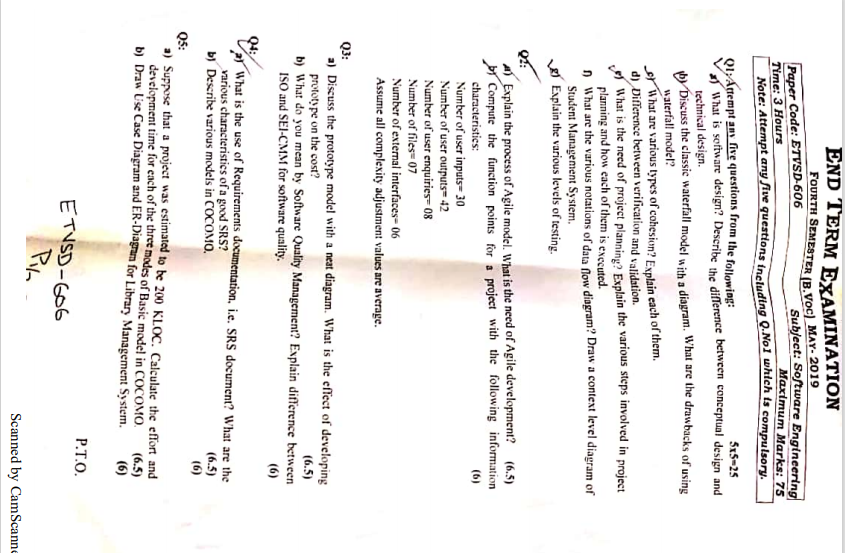 END TERM EXAMINATION
FOURTH SEMESTER [B.VOC] MAY- 2019
Paper Code: ETVSD-606 Subject: Software Engineering
Time: 3 Hours Maximum Marks: 75
Note: Attempt any five questions including Q.No1 which is compulsory.
Q1: Attempt any five questions from the following: 5x5=25
a) What is software design? Describe the difference between conceptual design and
technical design.
b) Discuss the classic waterfall model with a diagram. What are the drawbacks of using
waterfall model?
c) What are various types of cohesion? Explain each of them.
d) Difference between verification and validation.
e) What is the need of project planning? Explain the various steps involved in project
planning and how each of them is executed.
f) What are the various notations of data flow diagram? Draw a context level diagram of
Student Management System.
g) Explain the various levels of testing.
Q2:
a) Explain the process of Agile model. What is the need of Agile development? (6.5)
b) Compute the function points for a project with the following information
characteristics: (6)
Number of user inputs= 30
Number of user outputs= 42
Number of user enquiries= 08
Number of files= 07
Number of external interfaces= 06
Assume all complexity adjustment values are average.
Q3:
a) Discuss the prototype model with a neat diagram. What is the effect of developing
prototype on the cost? (6.5)
b) What do you mean by Software Quality Management? Explain difference between
ISO and SEI-CMM for software quality. (6)
Q4:
a) What is the use of Requirements documentation, i.e. SRS document? What are the
various characteristics of a good SRS? (6.5)
b) Describe various models in COCOMO. (6)
Q5:
a) Suppose that a project was estimated to be 200 KLOC. Calculate the effort and
development time for each of the three modes of Basic model in COCOMO. (6.5)
b) Draw Use Case Diagram and ER-Diagram for Library Management System. (6)
P.T.O.
ETVSD-606
P1/2
Scanned by CamScanne